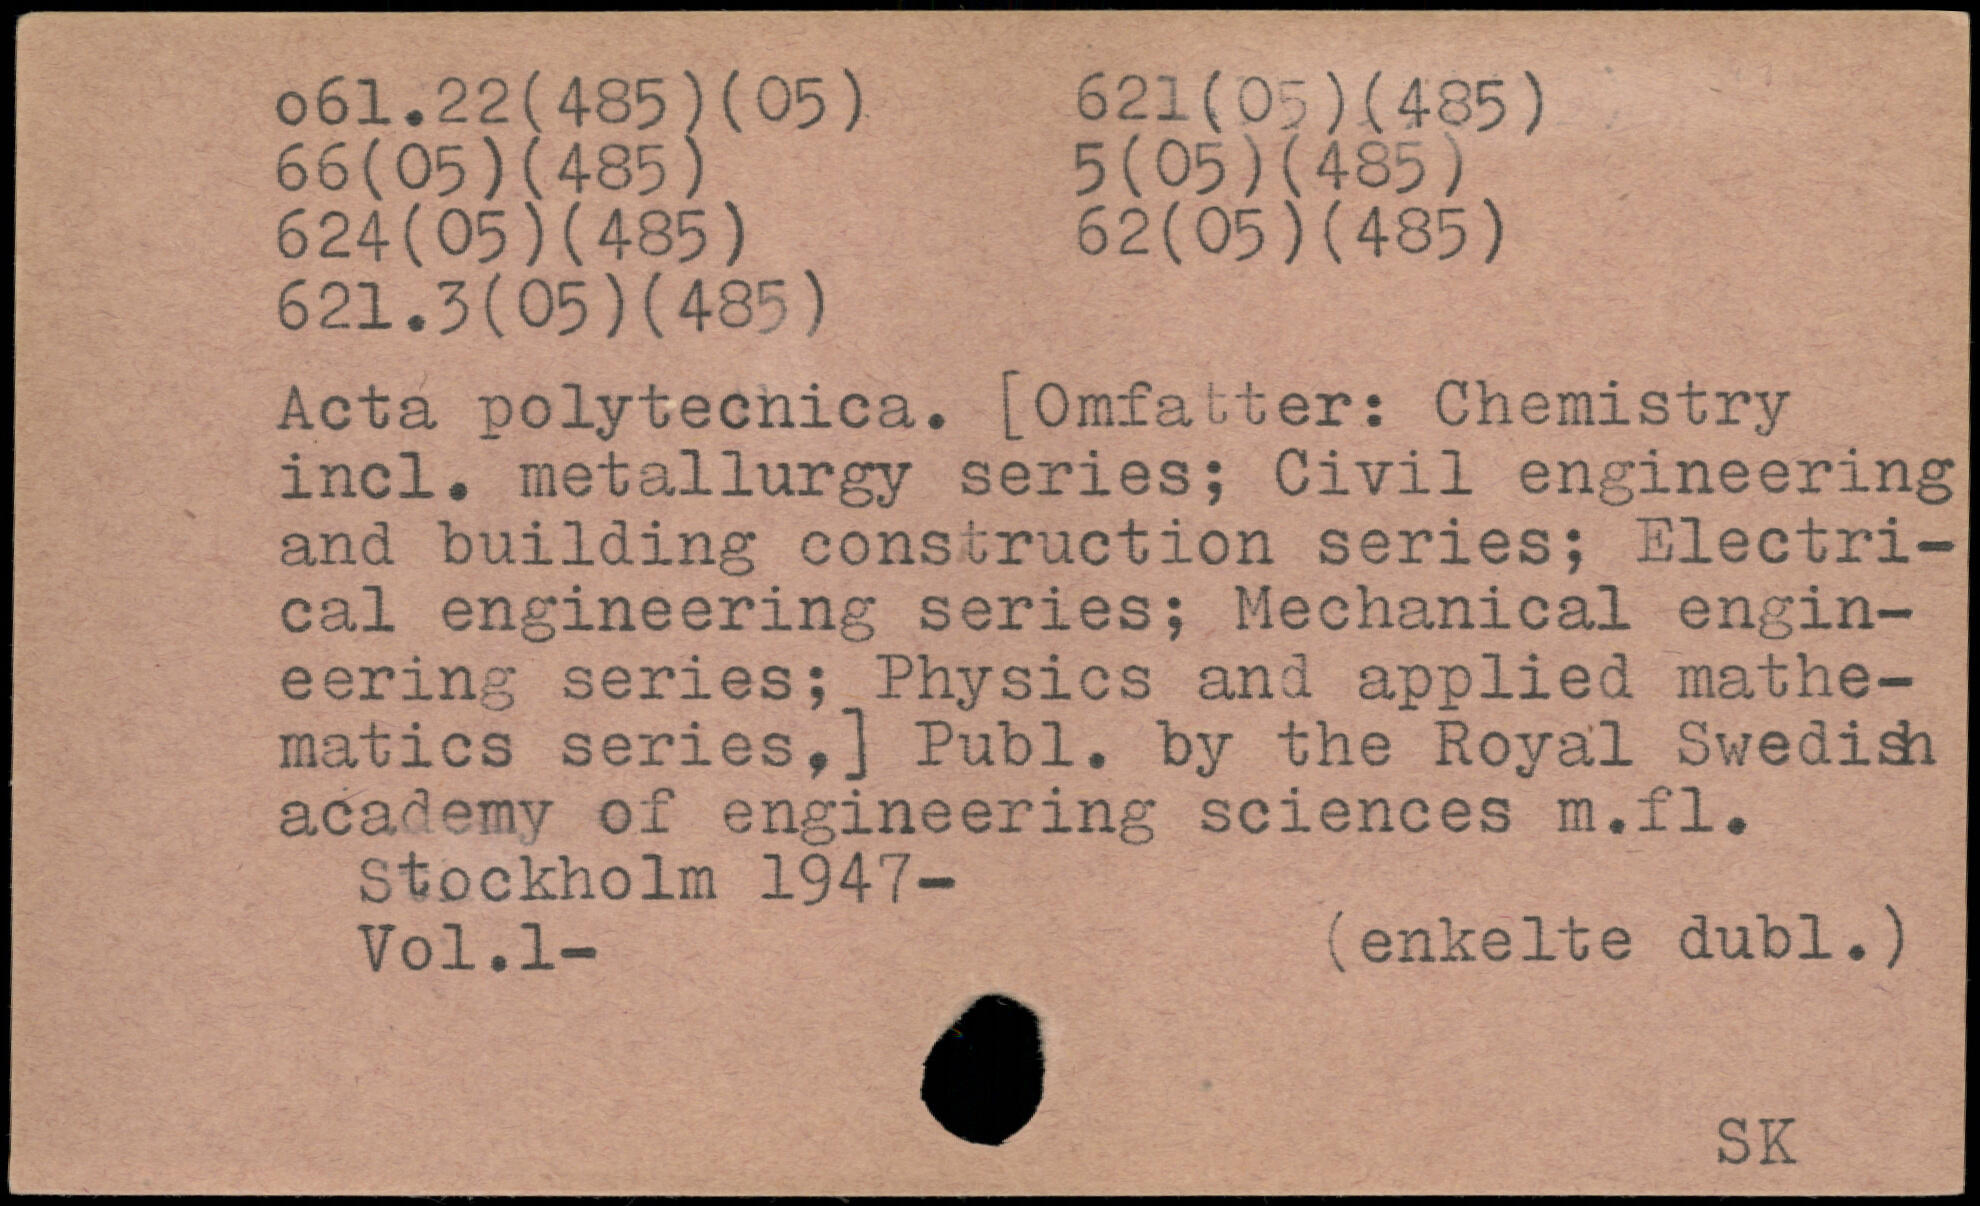 o61.22(485)(05) 621(05)(485)
66(05)(485) 5(05)(485)
624(05)(485) 62(05)(485)
621.3(05)(485)
Acta polytechnica. [Omfatter: Chemistry
incl. metallurgy series; Civil engineering
and building construction series; Electri-
cal engineering series; Mechanical engin-
eering series; Physics and applied mathe-
matics series,] Publ. by the Royal Swedish
academy of engineering sciences m.fl.
Stockholm 1947-
Vol.1- (enkelte dubl.)
SK